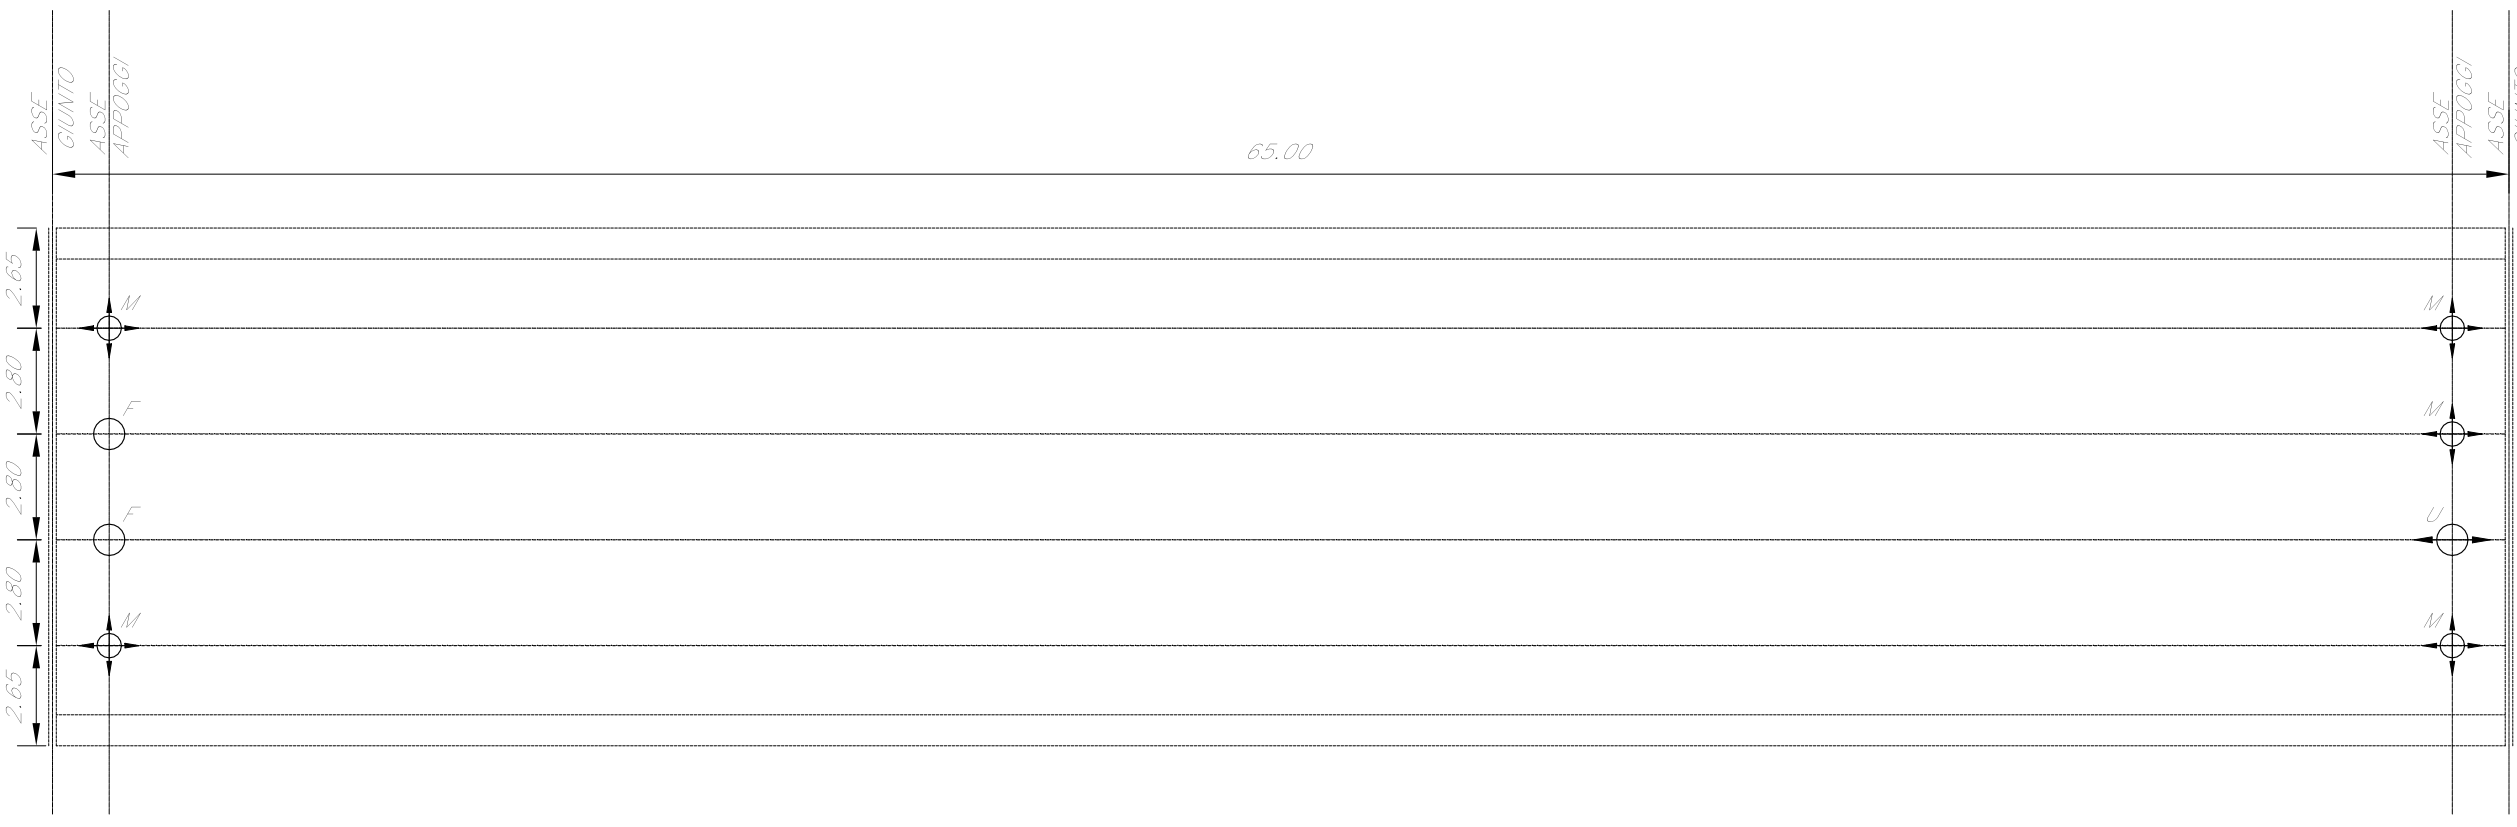 ASSE
GIUNTO
ASSE
APPOGGI
65.00
ASSE
APPOGGI
ASSE
2.65
2.80
2.80
2.80
2.65
M
F
F
M
M
M
U
M